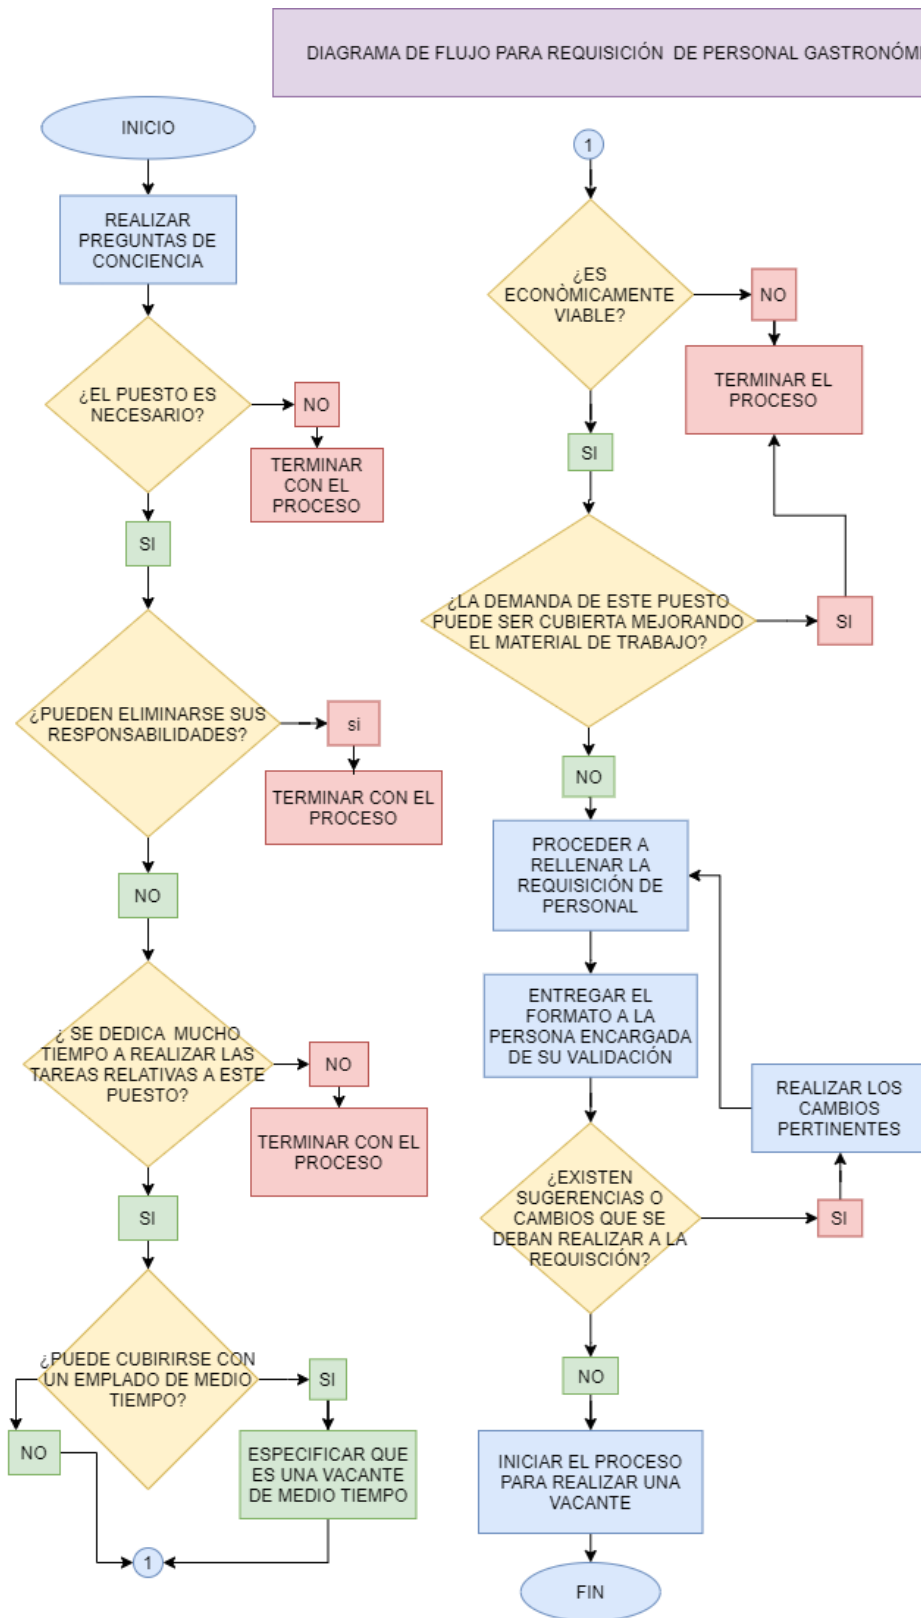 DIAGRAMA DE FLUJO PARA REQUISICIÓN DE PERSONAL GASTRONÓMI
INICIO
REALIZAR
PREGUNTAS DE
CONCIENCIA
¿EL PUESTO ES
NECESARIO?
NO
TERMINAR
CON EL
PROCESO
SI
¿PUEDEN ELIMINARSE SUS
RESPONSABILIDADES?
si
TERMINAR CON EL
PROCESO
NO
¿ SE DEDICA MUCHO
TIEMPO A REALIZAR LAS
TAREAS RELATIVAS A ESTE
PUESTO?
NO
TERMINAR CON EL
PROCESO
SI
¿PUEDE CUBIRIRSE CON
UN EMPLADO DE MEDIO
TIEMPO?
SI
NO
ESPECIFICAR QUE
ES UNA VACANTE
DE MEDIO TIEMPO
1
1
¿ES
ECONÒMICAMENTE
VIABLE?
NO
TERMINAR EL
PROCESO
SI
¿LA DEMANDA DE ESTE PUESTO
PUEDE SER CUBIERTA MEJORANDO
EL MATERIAL DE TRABAJO?
SI
NO
PROCEDER A
RELLENAR LA
REQUISICIÓN DE
PERSONAL
ENTREGAR EL
FORMATO A LA
PERSONA ENCARGADA
DE SU VALIDACIÓN
REALIZAR LOS
CAMBIOS
PERTINENTES
¿EXISTEN
SUGERENCIAS O
CAMBIOS QUE SE
DEBAN REALIZAR A LA
REQUISCIÓN?
SI
NO
INICIAR EL PROCESO
PARA REALIZAR UNA
VACANTE
FIN